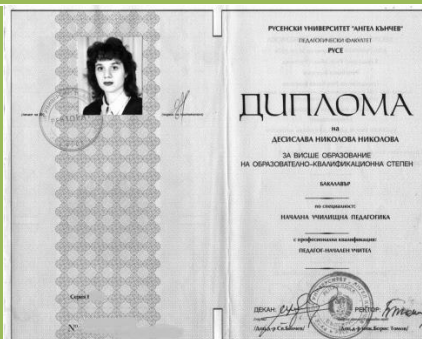 РЕКТОРАТ
Серия I
№
РУСЕНСКИ УНИВЕРСИТЕТ "АНГЕЛ КЪНЧЕВ"
ПЕДАГОГИЧЕСКИ ФАКУЛТЕТ
РУСЕ
ДИПЛОМА
на
ДЕСИСЛАВА НИКОЛОВА НИКОЛОВА
ЗА ВИСШЕ ОБРАЗОВАНИЕ
НА ОБРАЗОВАТЕЛНО-КВАЛИФИКАЦИОННА СТЕПЕН
БАКАЛАВЪР
по специалност:
НАЧАЛНА УЧИЛИЩНА ПЕДАГОГИКА
с професионална квалификация:
ПЕДАГОГ-НАЧАЛЕН УЧИТЕЛ
ДЕКАН:
РЕКТОР: